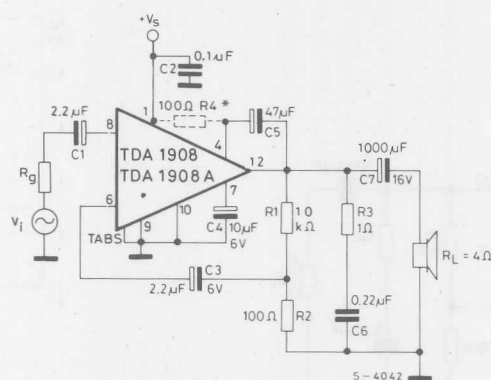 +Vs
0.1µF
C2
2.2µF
1
100Ω R4 *
47µF
C5
8
C1
4
TDA 1908
TDA 1908A
12
1000µF
C7
16V
Rg
Vi
6
7
10
9
TABS
C4
10µF
6V
R1
10
kΩ
R3
1Ω
RL = 4Ω
C3
2.2µF
6V
100Ω
R2
0.22µF
C6
S-4042